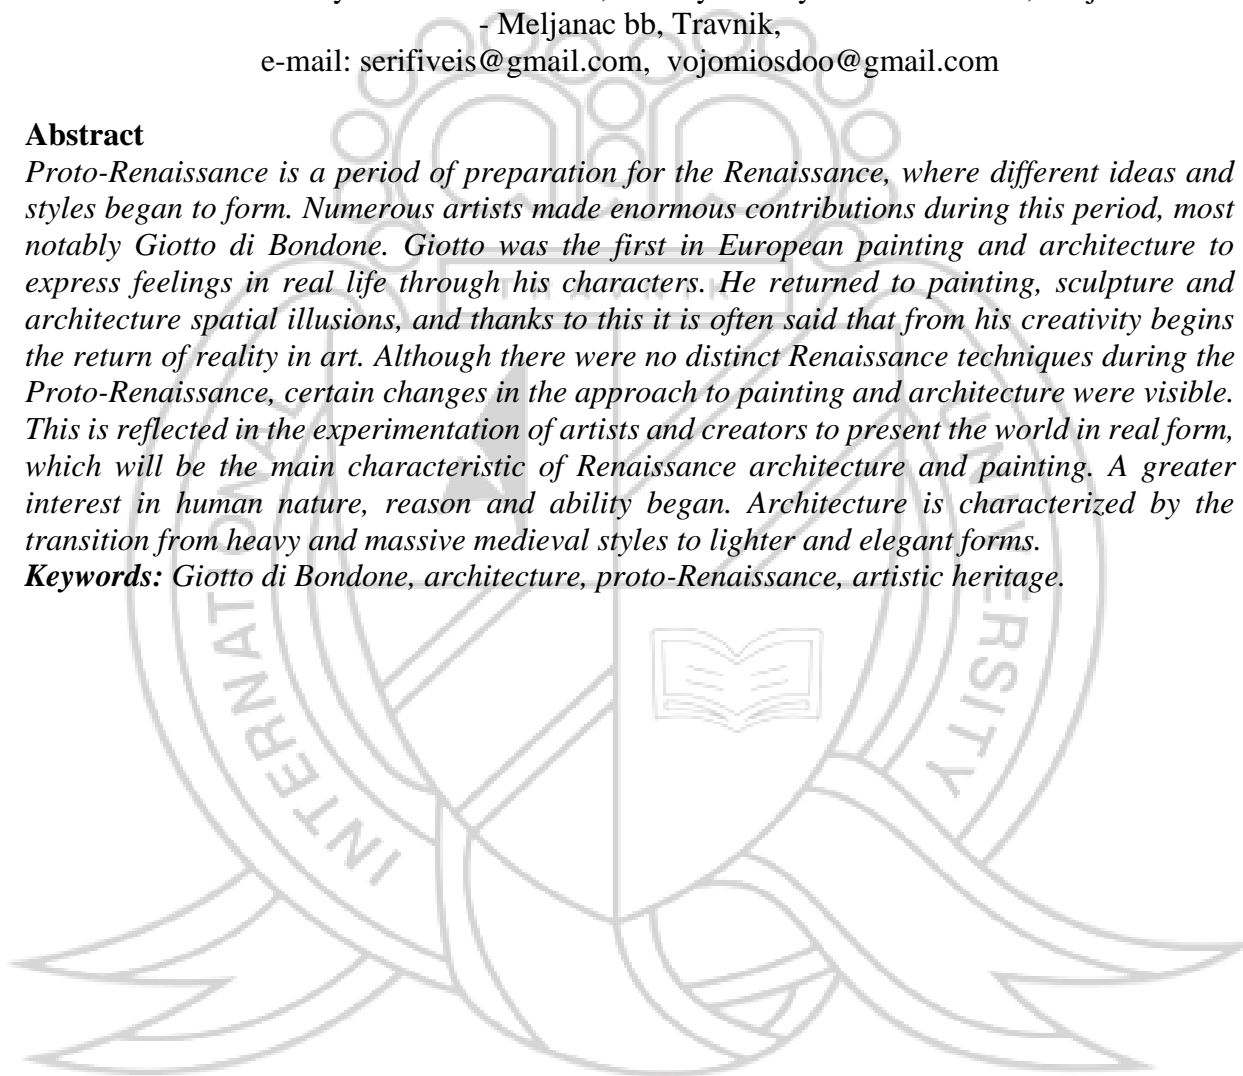 - Meljanac bb, Travnik,
e-mail: serifiveis@gmail.com, vojomiosdoo@gmail.com
Abstract
Proto-Renaissance is a period of preparation for the Renaissance, where different ideas and
styles began to form. Numerous artists made enormous contributions during this period, most
notably Giotto di Bondone. Giotto was the first in European painting and architecture to
express feelings in real life through his characters. He returned to painting, sculpture and
architecture spatial illusions, and thanks to this it is often said that from his creativity begins
the return of reality in art. Although there were no distinct Renaissance techniques during the
Proto-Renaissance, certain changes in the approach to painting and architecture were visible.
This is reflected in the experimentation of artists and creators to present the world in real form,
which will be the main characteristic of Renaissance architecture and painting. A greater
interest in human nature, reason and ability began. Architecture is characterized by the
transition from heavy and massive medieval styles to lighter and elegant forms.
Keywords: Giotto di Bondone, architecture, proto-Renaissance, artistic heritage.
TRAVNIK
INTERNATIONAL
UNIVERSITY